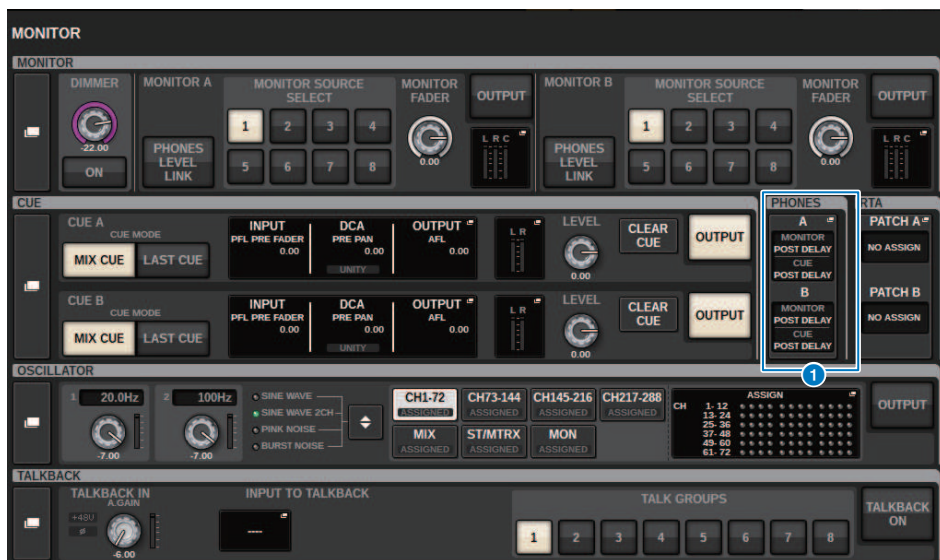 MONITOR
MONITOR
DIMMER
-22.00
ON
MONITOR A
PHONES
LEVEL
LINK
MONITOR SOURCE
SELECT
1 2 3 4
5 6 7 8
MONITOR
FADER
0.00
OUTPUT
L R C
MONITOR B
PHONES
LEVEL
LINK
MONITOR SOURCE
SELECT
1 2 3 4
5 6 7 8
MONITOR
FADER
0.00
OUTPUT
L R C
CUE
CUE A
CUE MODE
MIX CUE LAST CUE
INPUT
PFL PRE FADER
0.00
DCA
PRE PAN
0.00
UNITY
OUTPUT
AFL
0.00
L R
LEVEL
0.00
CLEAR
CUE
OUTPUT
CUE B
CUE MODE
MIX CUE LAST CUE
INPUT
PFL PRE FADER
0.00
DCA
PRE PAN
0.00
UNITY
OUTPUT
AFL
0.00
L R
LEVEL
0.00
CLEAR
CUE
OUTPUT
PHONES
A
MONITOR
POST DELAY
CUE
POST DELAY
B
MONITOR
POST DELAY
CUE
POST DELAY
1
RTA
PATCH A
NO ASSIGN
PATCH B
NO ASSIGN
OSCILLATOR
1 20.0Hz
-7.00
2 100Hz
-7.00
SINE WAVE
SINE WAVE 2CH
PINK NOISE
BURST NOISE
CH1-72
ASSIGNED
CH73-144
ASSIGNED
CH145-216
ASSIGNED
CH217-288
ASSIGNED
MIX
ASSIGNED
ST/MTRX
ASSIGNED
MON
ASSIGNED
ASSIGN
CH 1- 12
13- 24
25- 36
37- 48
49- 60
61- 72
OUTPUT
TALKBACK
TALKBACK IN
A.GAIN
+48V
ø
-6.00
INPUT TO TALKBACK
----
TALK GROUPS
1 2 3 4 5 6 7 8
TALKBACK
ON